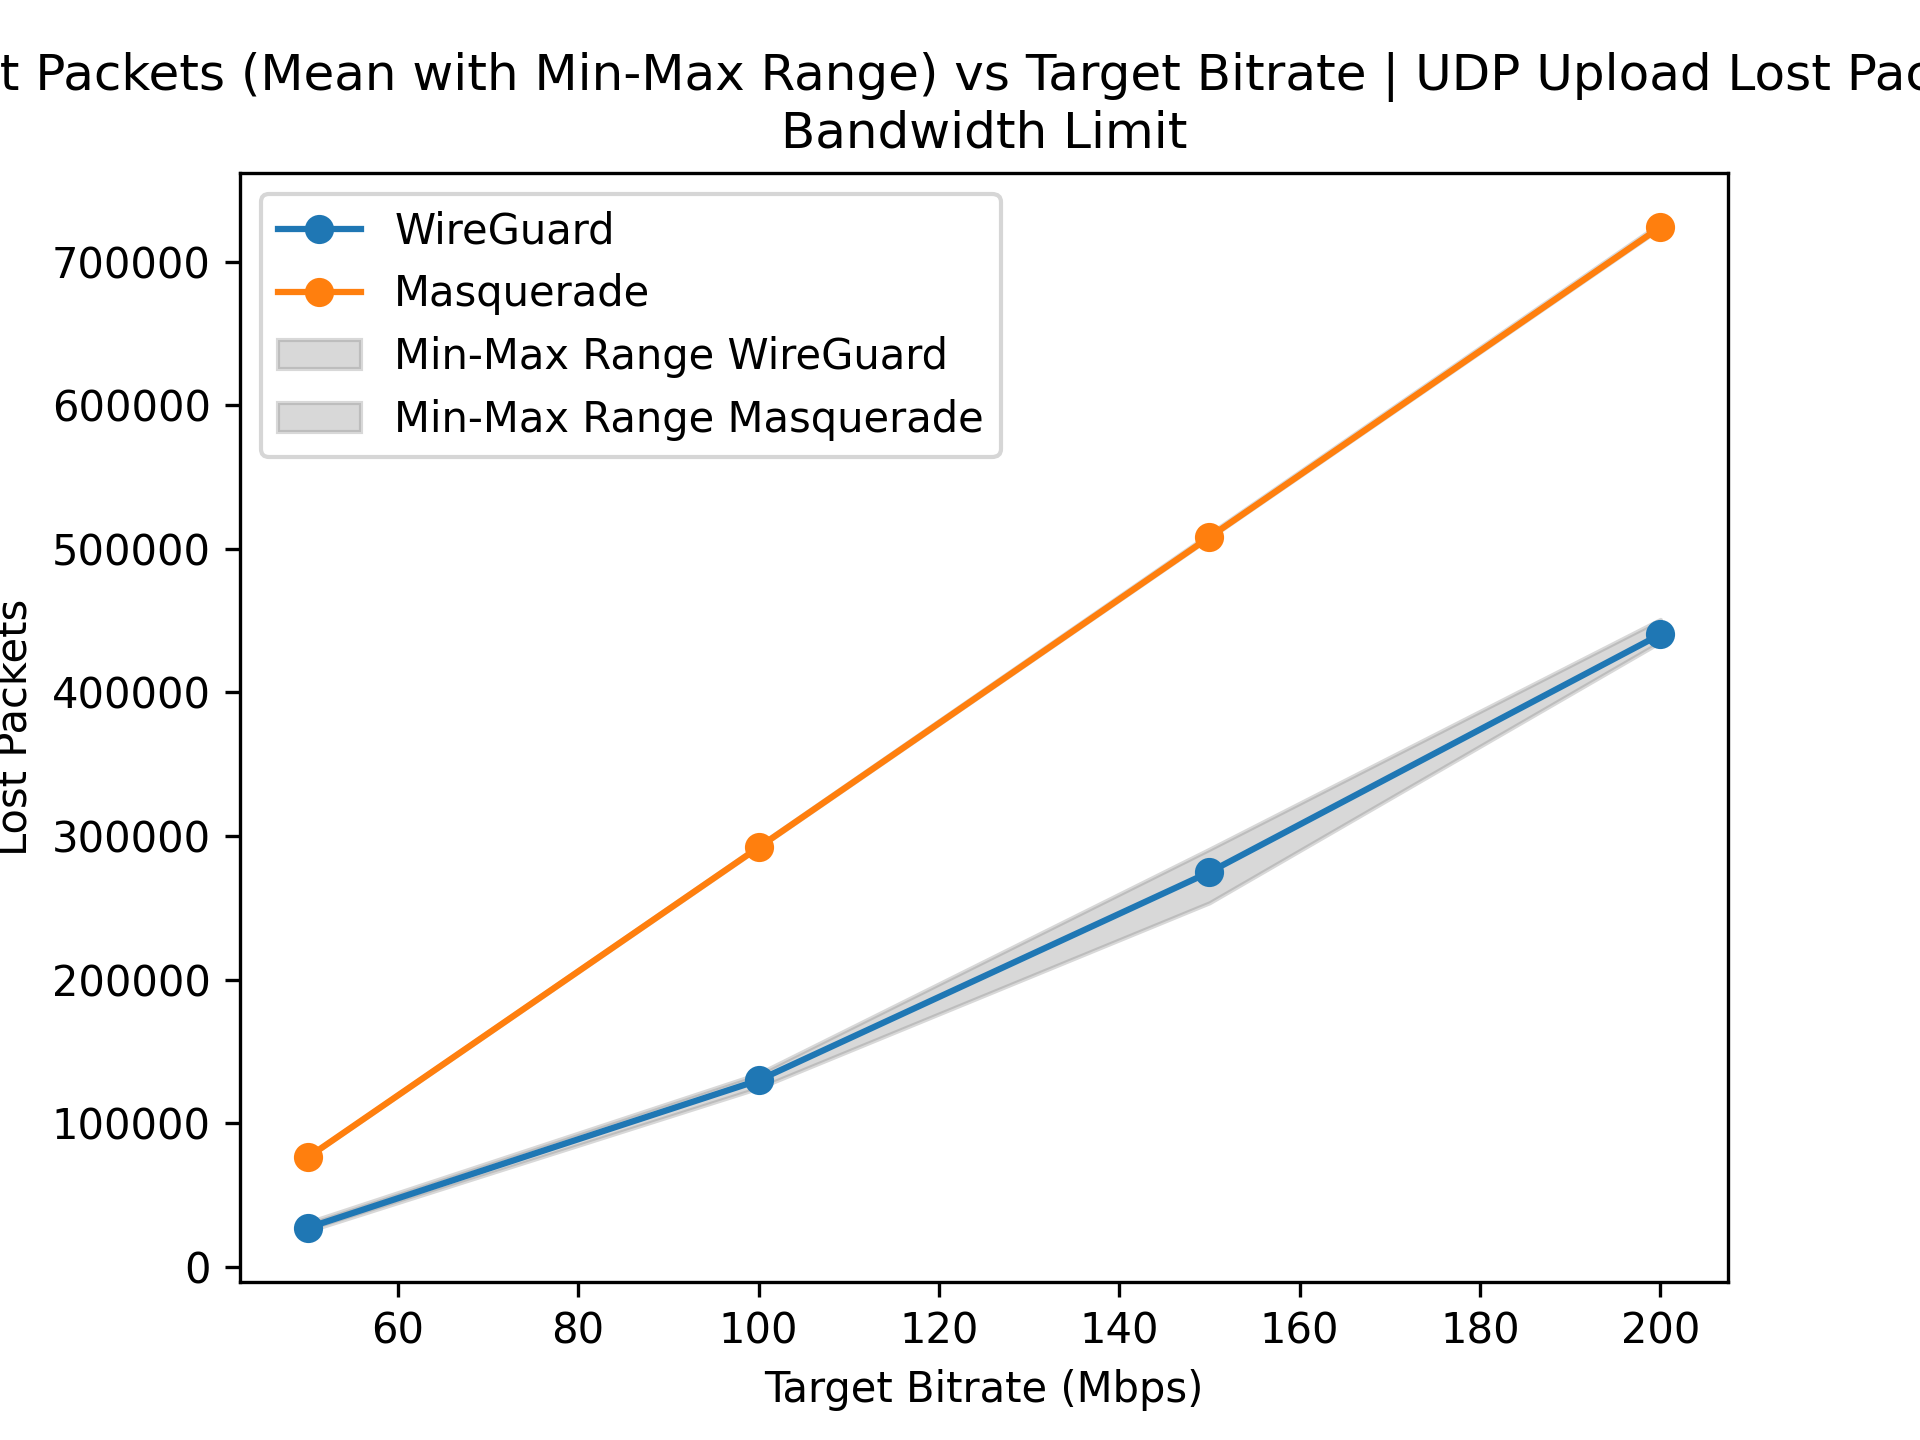 t Packets (Mean with Min-Max Range) vs Target Bitrate | UDP Upload Lost Pac
Bandwidth Limit
WireGuard
Masquerade
Min-Max Range WireGuard
Min-Max Range Masquerade
700000
600000
500000
400000
300000
200000
100000
0
Lost Packets
60 80 100 120 140 160 180 200
Target Bitrate (Mbps)